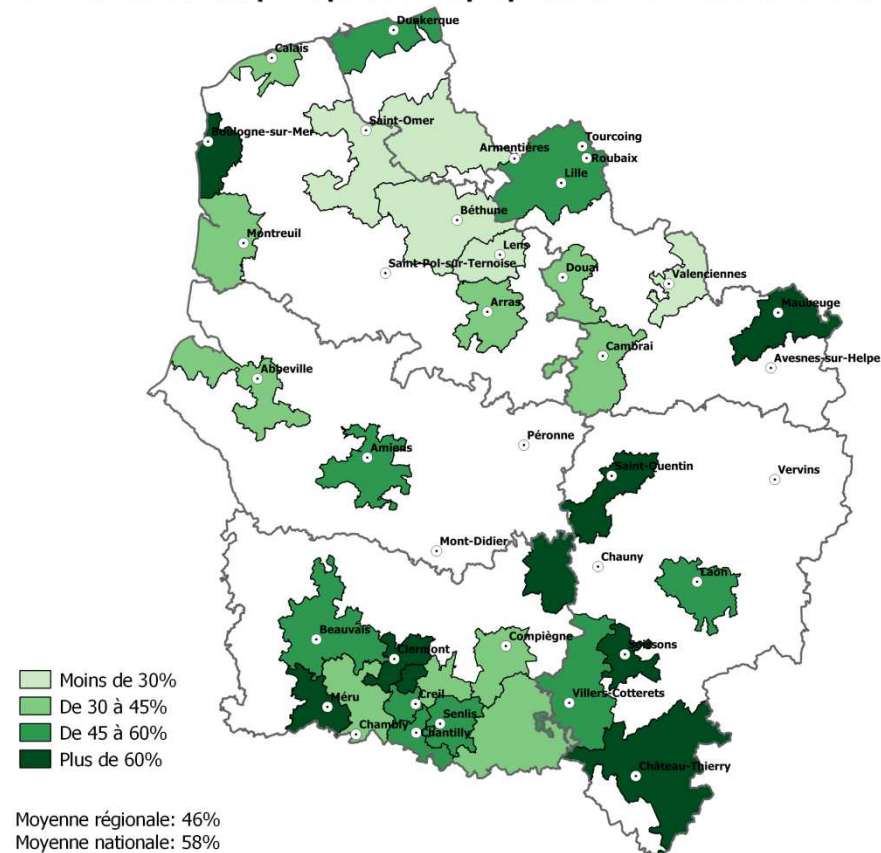 Dunkerque
Calais
Saint-Omer
Boulogne-sur-Mer
Tourcoing
Armentières
Roubaix
Lille
Béthune
Montreuil
Lens
Saint-Pol-sur-Ternoise
Douai
Valenciennes
Arras
Maubeuge
Cambrai
Avesnes-sur-Helpe
Abbeville
Péronne
Amiens
Saint-Quentin
Vervins
Mont-Didier
Chauny
Laon
Beauvais
Compiègne
Clermont
Soissons
Méru
Creil
Villers-Cotterets
Senlis
Chambly
Chantilly
Château-Thierry
Moins de 30%
De 30 à 45%
De 45 à 60%
Plus de 60%
Moyenne régionale: 46%
Moyenne nationale: 58%